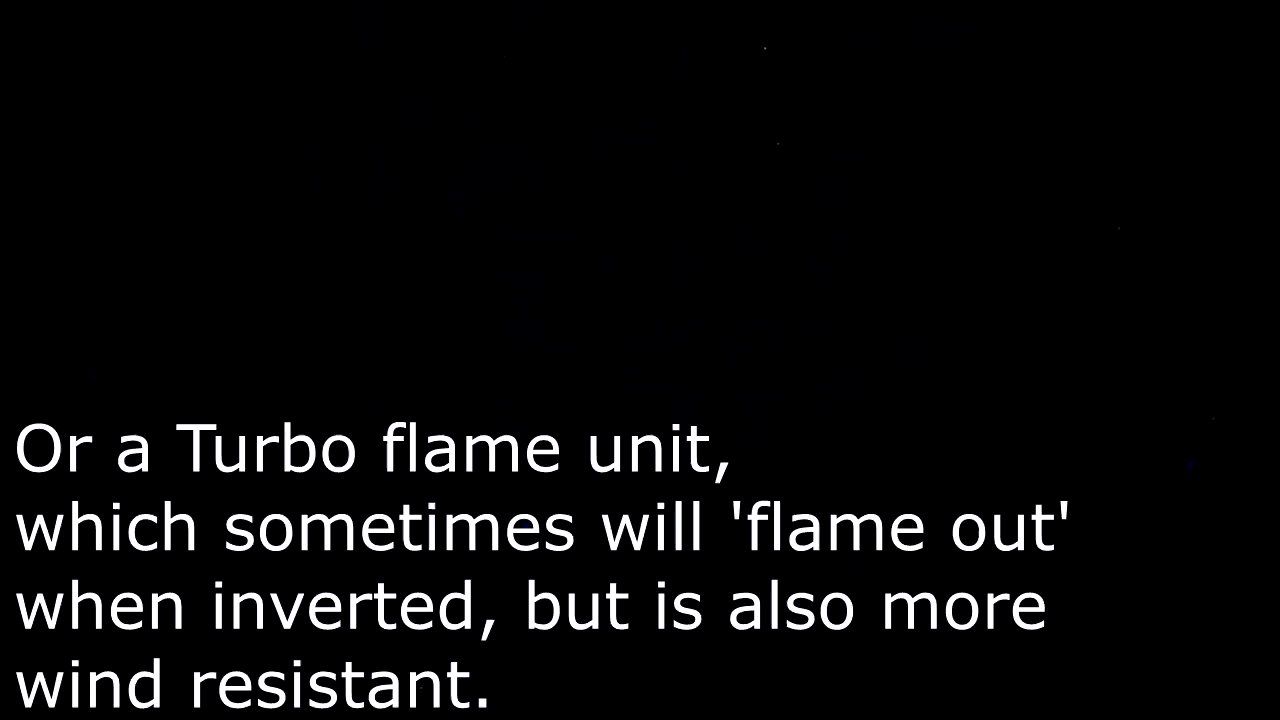 Or a Turbo flame unit,
which sometimes will 'flame out'
when inverted, but is also more
wind resistant.